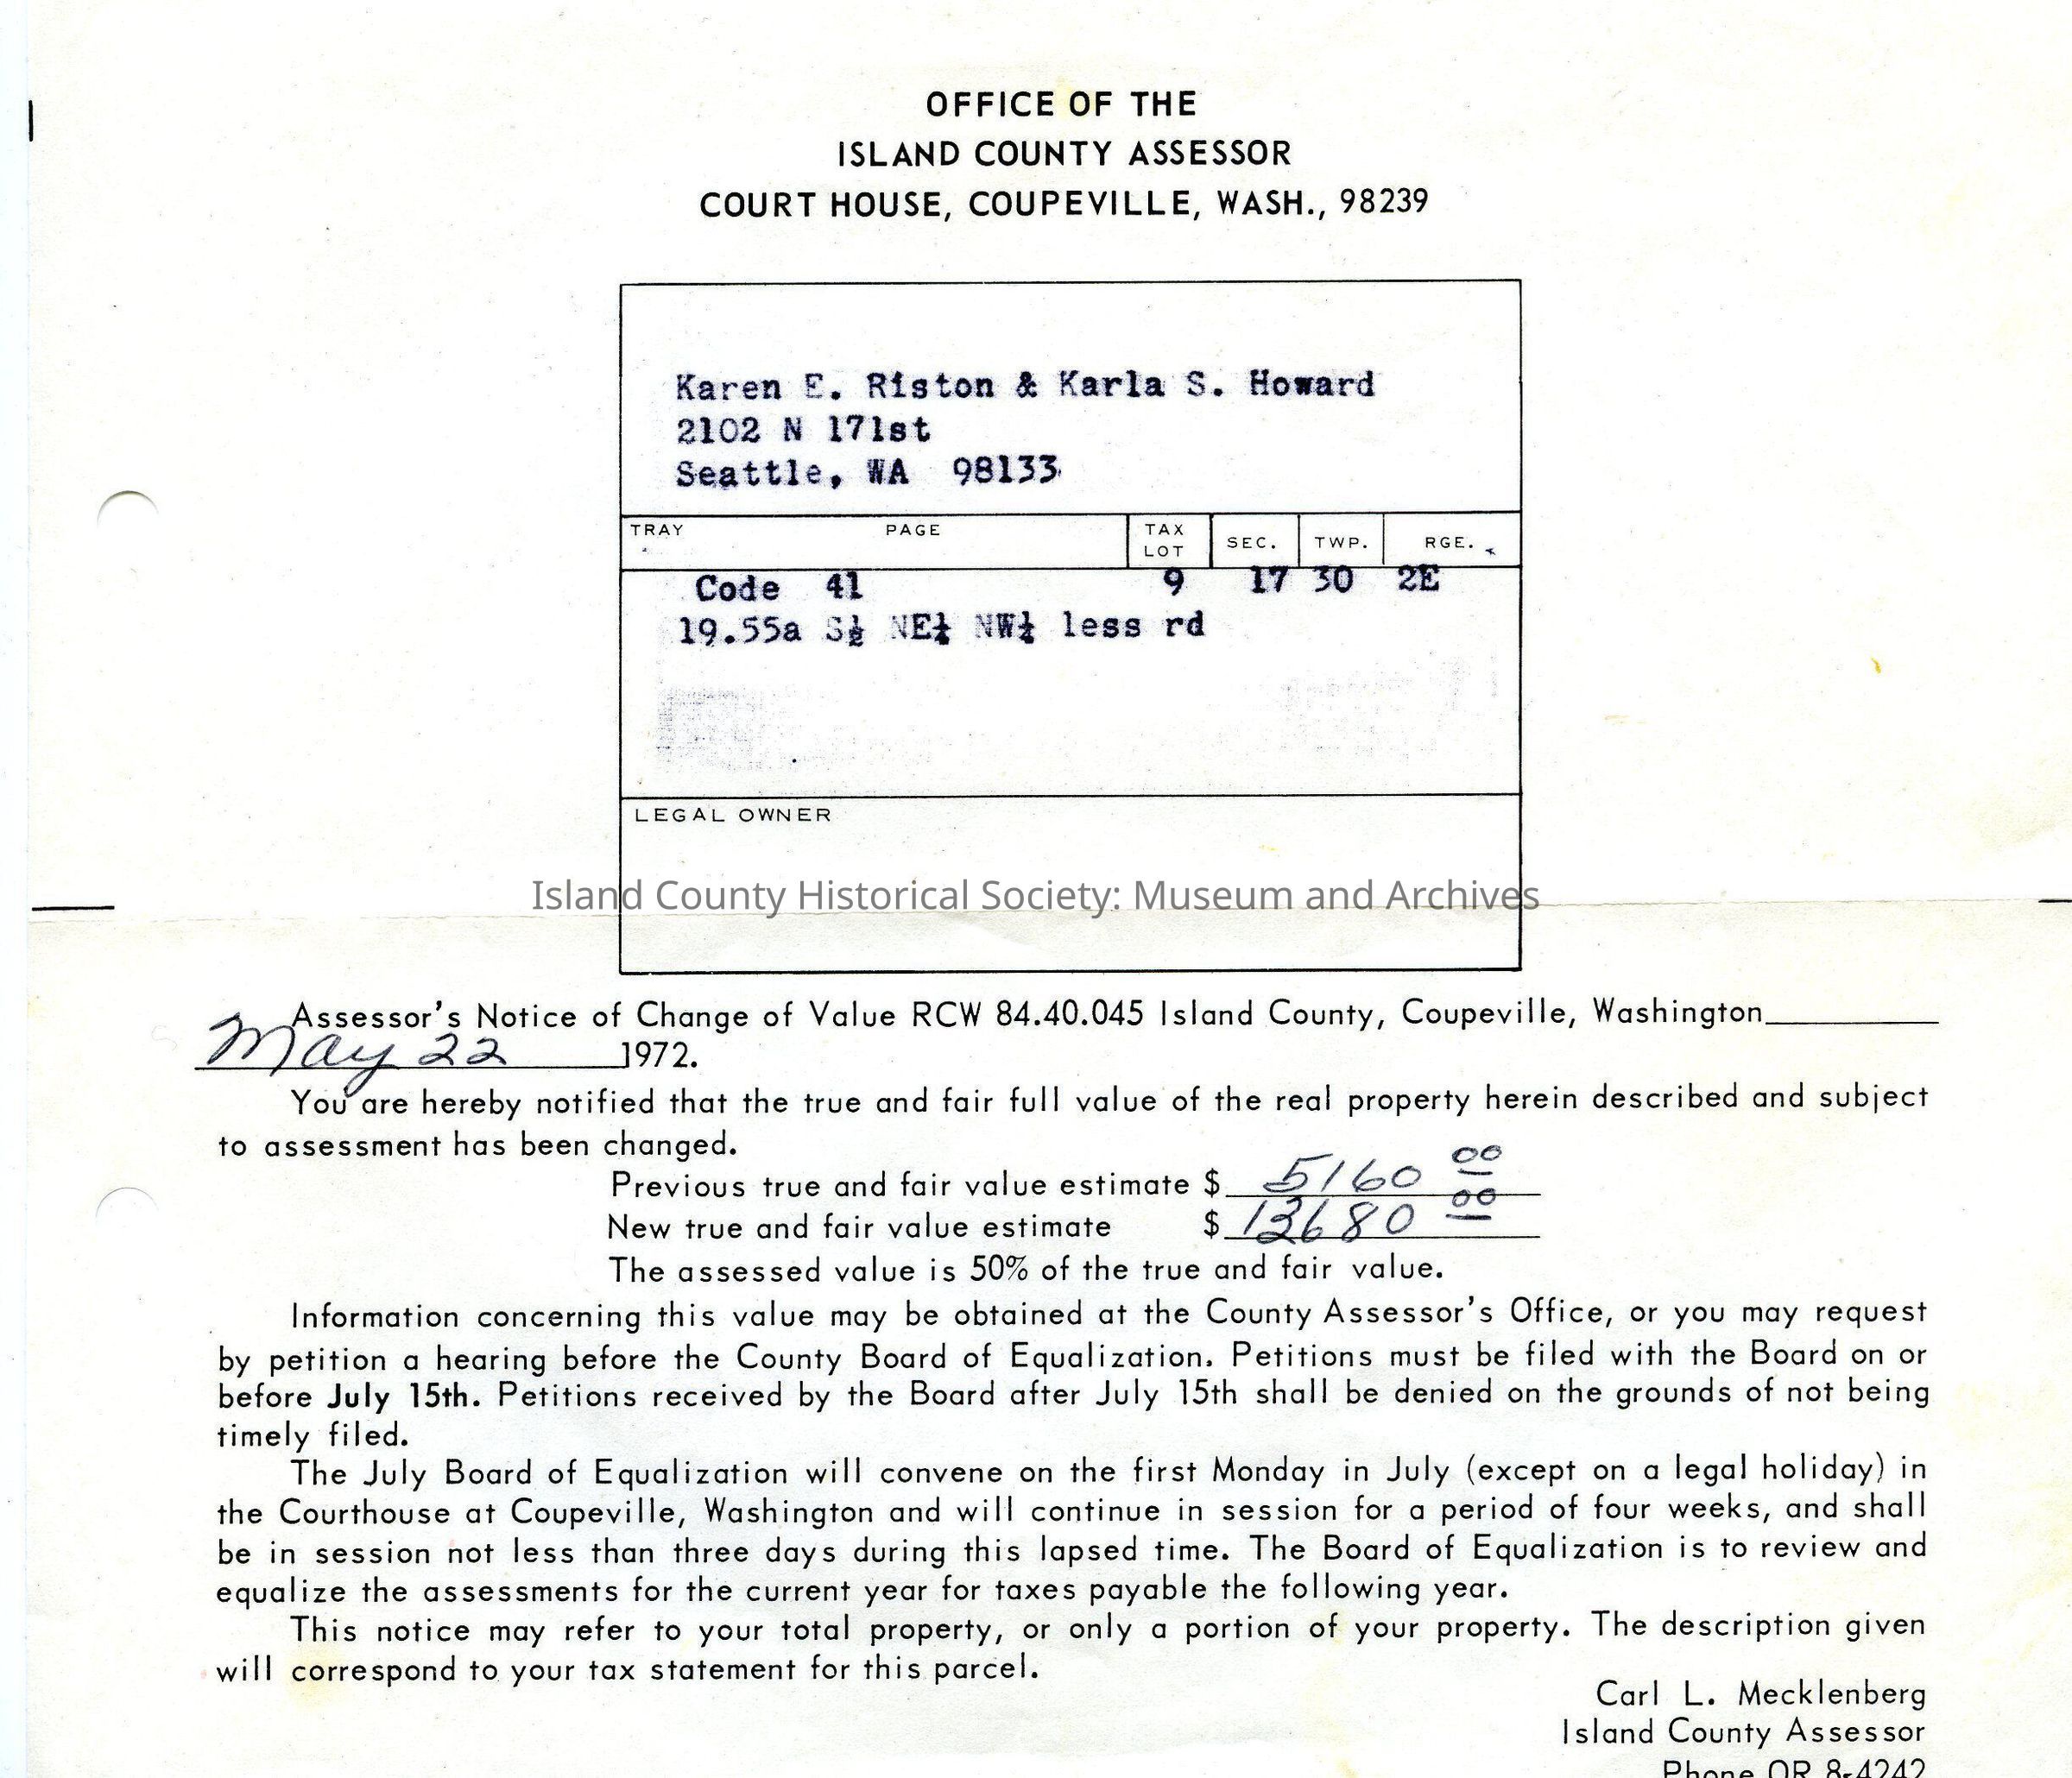 OFFICE OF THE
ISLAND COUNTY ASSESSOR
COURT HOUSE, COUPEVILLE, WASH., 98239
Karen E. Riston & Karla S. Howard
2102 N 171st
Seattle, WA 98133
TRAY PAGE TAX LOT SEC. TWP. RGE.
Code 41 9 17 30 2E
19.55a S½ NE¼ NW¼ less rd
LEGAL OWNER
Island County Historical Society: Museum and Archives
Assessor's Notice of Change of Value RCW 84.40.045 Island County, Coupeville, Washington
May 22 1972.
You are hereby notified that the true and fair full value of the real property herein described and subject
to assessment has been changed.
Previous true and fair value estimate $ 5160 00
New true and fair value estimate $ 13680 00
The assessed value is 50% of the true and fair value.
Information concerning this value may be obtained at the County Assessor's Office, or you may request
by petition a hearing before the County Board of Equalization. Petitions must be filed with the Board on or
before July 15th. Petitions received by the Board after July 15th shall be denied on the grounds of not being
timely filed.
The July Board of Equalization will convene on the first Monday in July (except on a legal holiday) in
the Courthouse at Coupeville, Washington and will continue in session for a period of four weeks, and shall
be in session not less than three days during this lapsed time. The Board of Equalization is to review and
equalize the assessments for the current year for taxes payable the following year.
This notice may refer to your total property, or only a portion of your property. The description given
will correspond to your tax statement for this parcel.
Carl L. Mecklenberg
Island County Assessor
Phone OR 8-4242